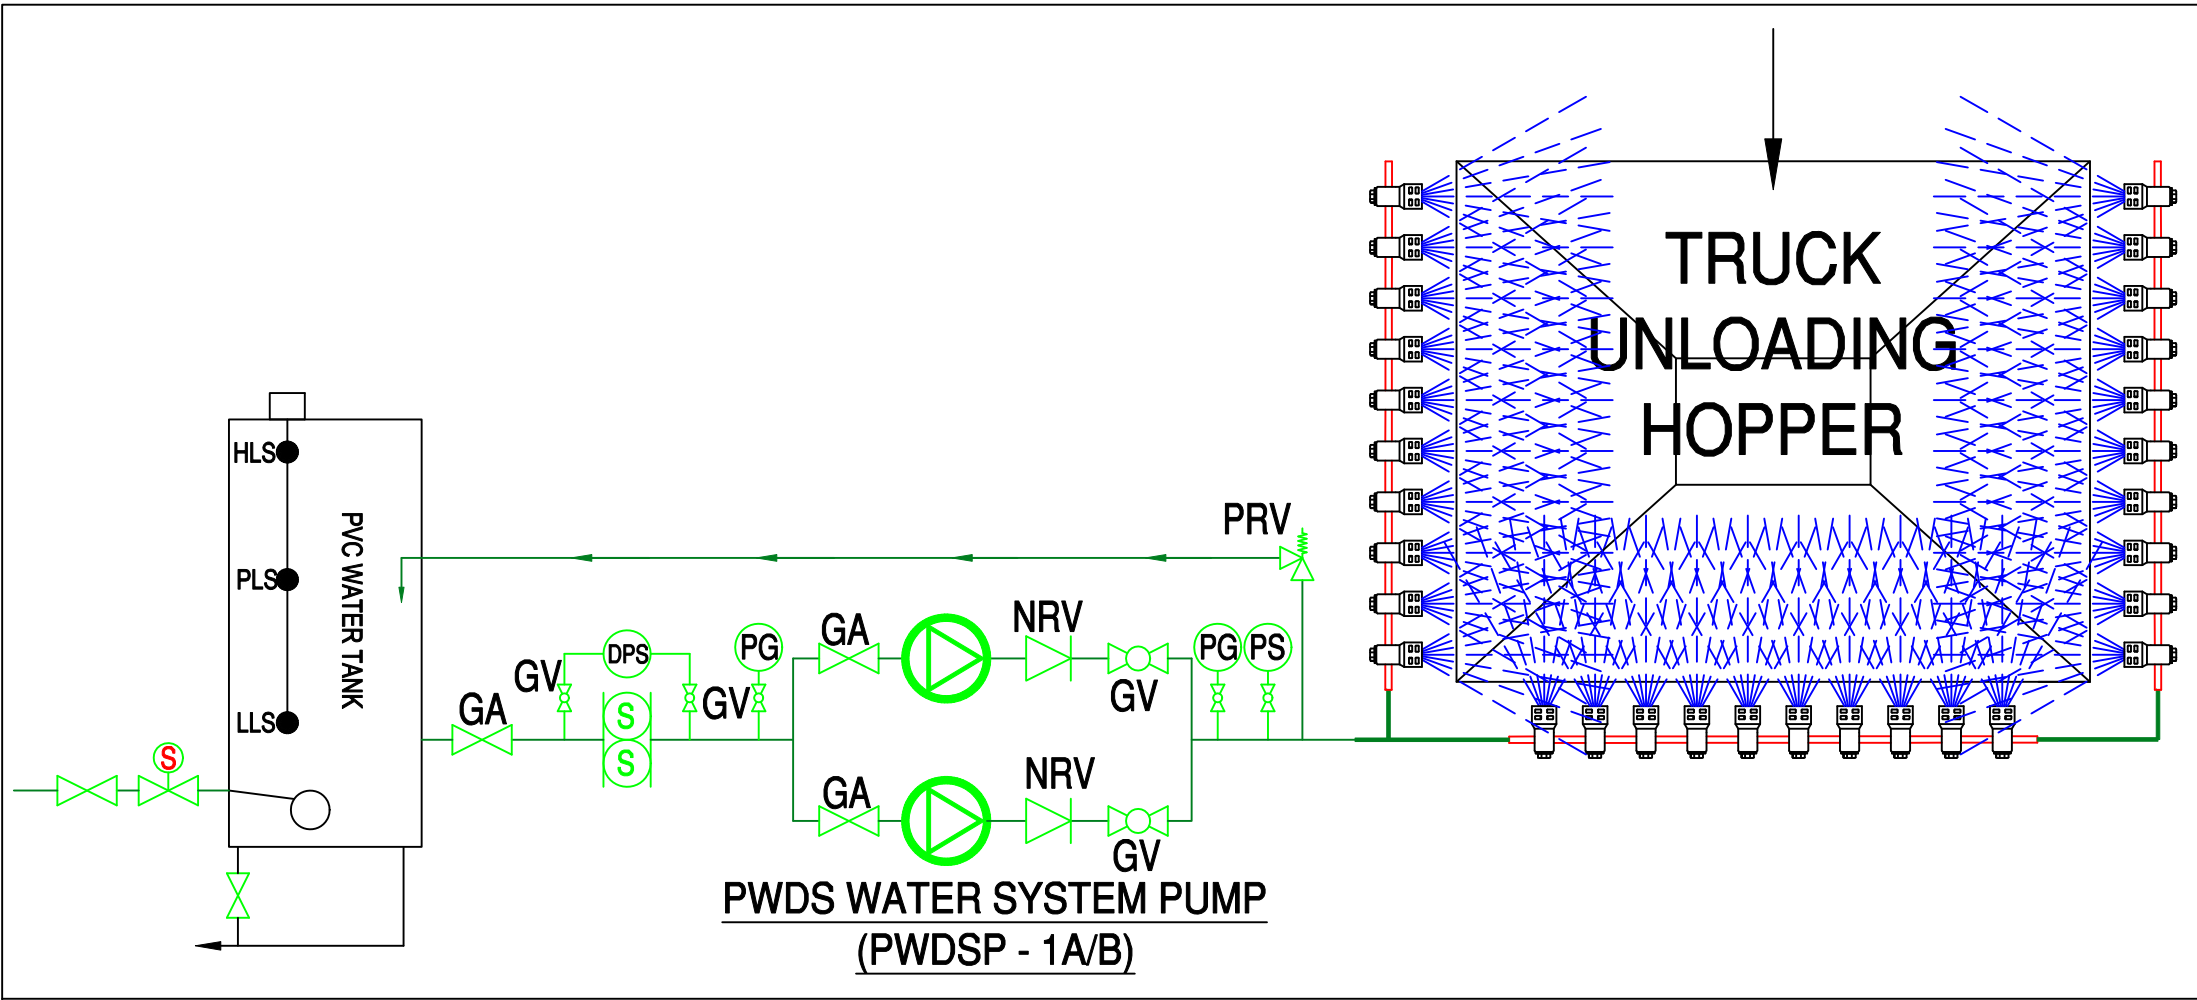 TRUCK
UNLOADING
HOPPER
HLS
PLS
LLS
PVC WATER TANK
S
GA
GV
DPS
S
S
GV
PG
GA
NRV
GV
GA
NRV
GV
PG
PS
PRV
PWDS WATER SYSTEM PUMP
(PWDSP - 1A/B)